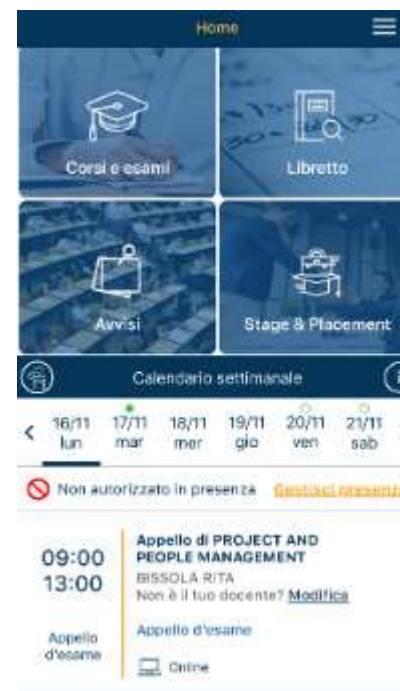 Home
Corsi e esami
Libretto
Avvisi
Stage & Placement
Calendario settimanale
16/11 17/11 18/11 19/11 20/11 21/11
lun mar mer gio ven sab
Non autorizzato in presenza Gestisci presenz
09:00
13:00
Appello
d'esame
Appello di PROJECT AND
PEOPLE MANAGEMENT
BISSOLA RITA
Non è il tuo docente? Modifica
Appello d'esame
Online